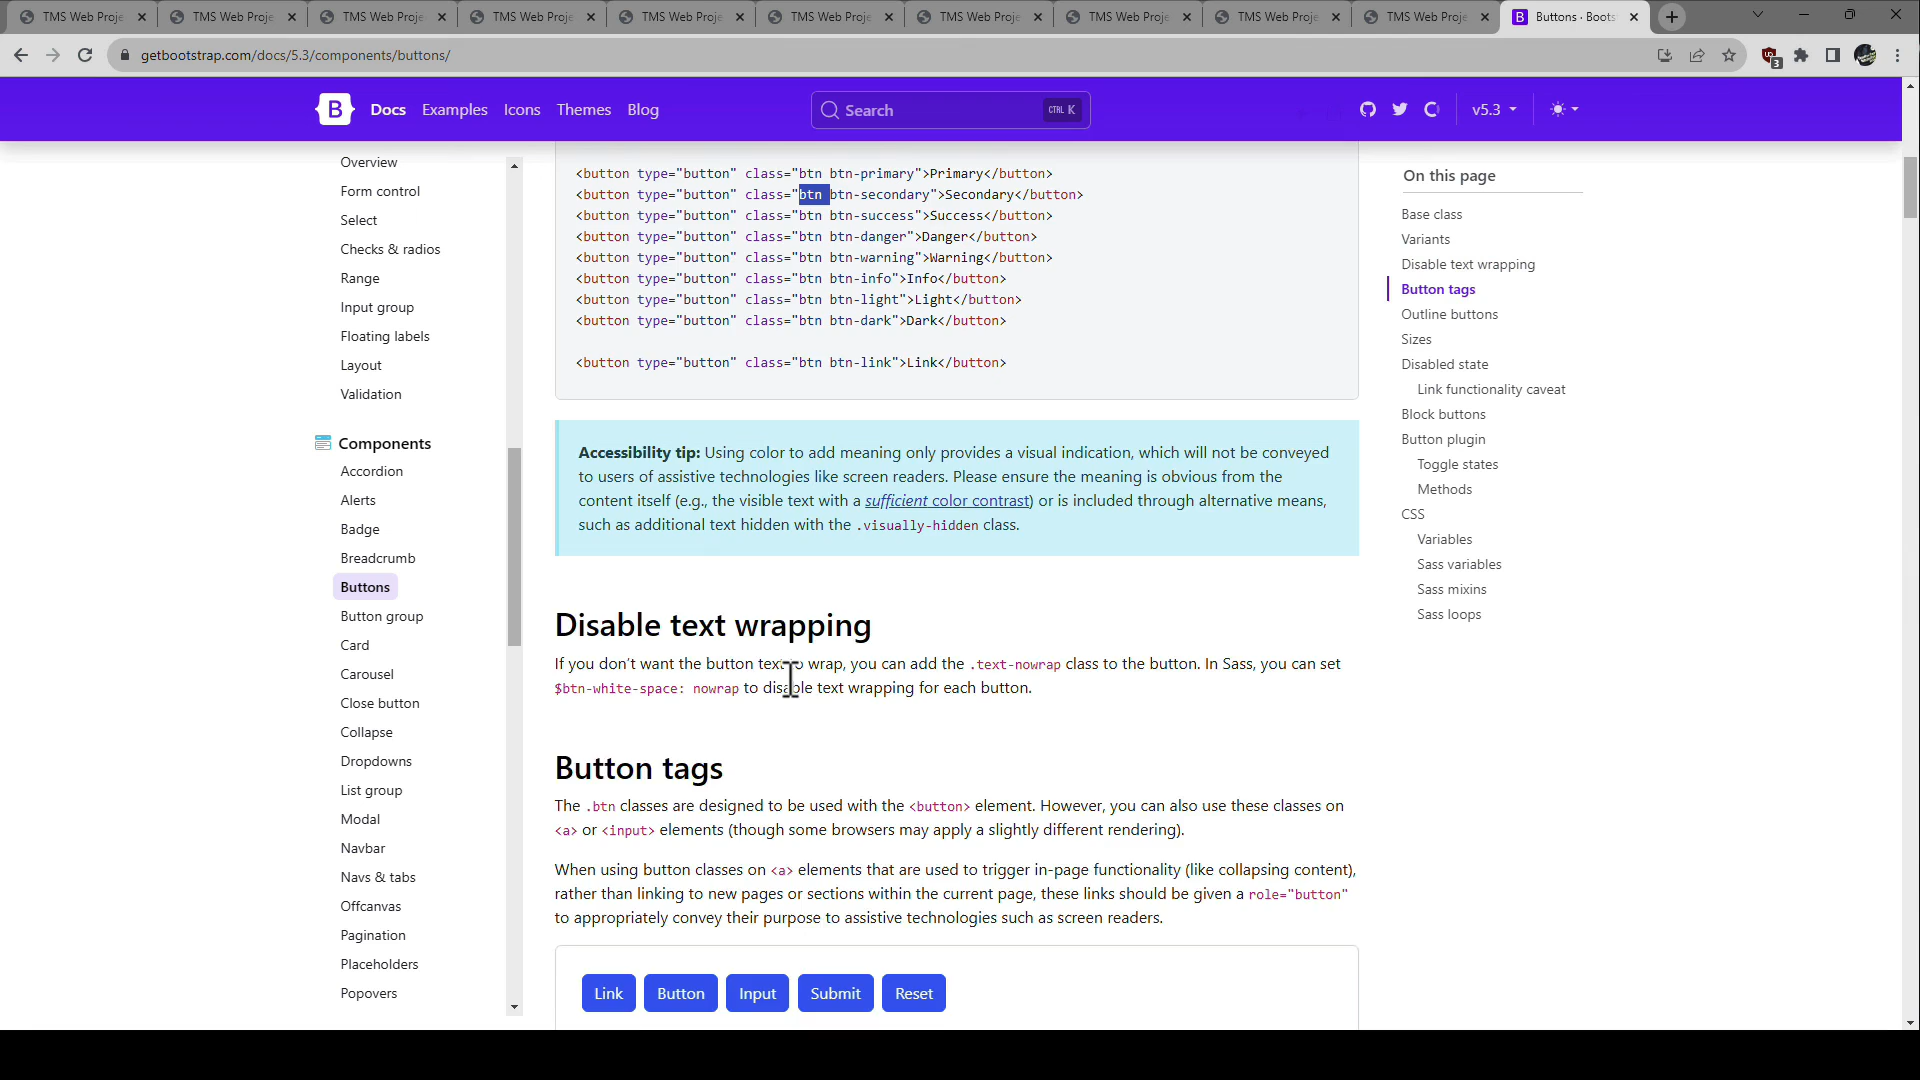 TMS Web Proje
TMS Web Proje
TMS Web Proje
TMS Web Proje
TMS Web Proje
TMS Web Proje
TMS Web Proje
TMS Web Proje
TMS Web Proje
TMS Web Proje
Buttons · Boots
getbootstrap.com/docs/5.3/components/buttons/
3
B
Docs
Examples
Icons
Themes
Blog
Search
CTRL K
v5.3
Overview
Form control
Select
Checks & radios
Range
Input group
Floating labels
Layout
Validation
Components
Accordion
Alerts
Badge
Breadcrumb
Buttons
Button group
Card
Carousel
Close button
Collapse
Dropdowns
List group
Modal
Navbar
Navs & tabs
Offcanvas
Pagination
Placeholders
Popovers
<button type="button" class="btn btn-primary">Primary</button>
<button type="button" class="btn btn-secondary">Secondary</button>
<button type="button" class="btn btn-success">Success</button>
<button type="button" class="btn btn-danger">Danger</button>
<button type="button" class="btn btn-warning">Warning</button>
<button type="button" class="btn btn-info">Info</button>
<button type="button" class="btn btn-light">Light</button>
<button type="button" class="btn btn-dark">Dark</button>
<button type="button" class="btn btn-link">Link</button>
Accessibility tip: Using color to add meaning only provides a visual indication, which will not be conveyed
to users of assistive technologies like screen readers. Please ensure the meaning is obvious from the
content itself (e.g., the visible text with a sufficient color contrast) or is included through alternative means,
such as additional text hidden with the .visually-hidden class.
Disable text wrapping
If you don't want the button text to wrap, you can add the .text-nowrap class to the button. In Sass, you can set
$btn-white-space: nowrap to disable text wrapping for each button.
Button tags
The .btn classes are designed to be used with the <button> element. However, you can also use these classes on
<a> or <input> elements (though some browsers may apply a slightly different rendering).
When using button classes on <a> elements that are used to trigger in-page functionality (like collapsing content),
rather than linking to new pages or sections within the current page, these links should be given a role="button"
to appropriately convey their purpose to assistive technologies such as screen readers.
Link
Button
Input
Submit
Reset
On this page
Base class
Variants
Disable text wrapping
Button tags
Outline buttons
Sizes
Disabled state
Link functionality caveat
Block buttons
Button plugin
Toggle states
Methods
CSS
Variables
Sass variables
Sass mixins
Sass loops